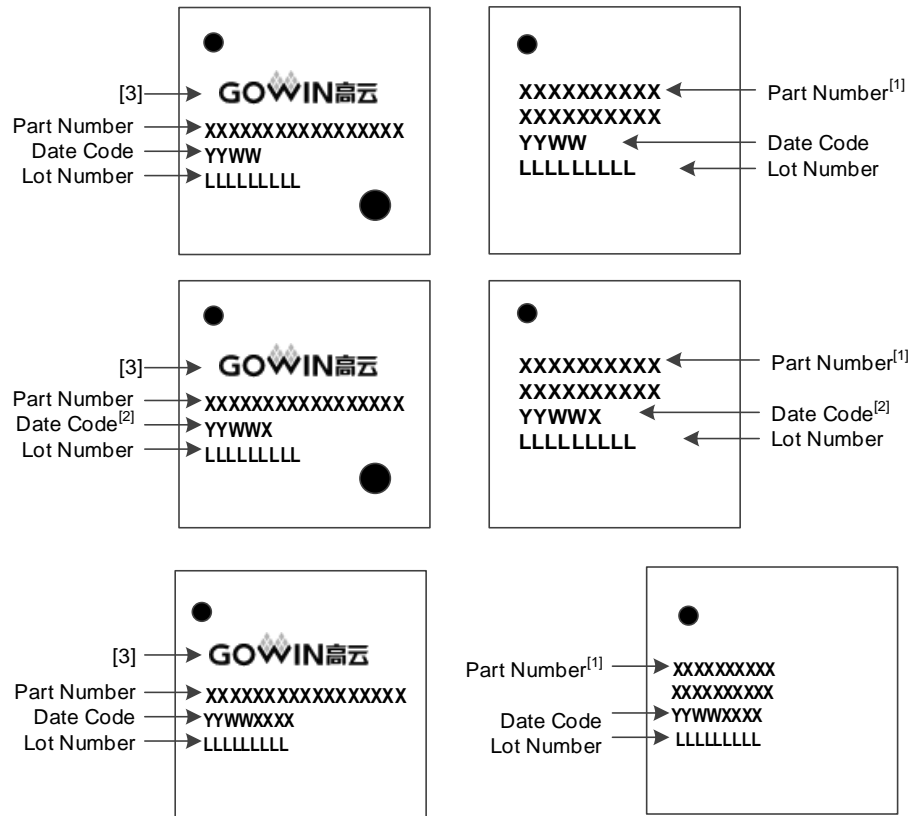 [3]
GOWIN高云
Part Number
XXXXXXXXXXXXXXXXX
Date Code
YYWW
Lot Number
LLLLLLLLL
XXXXXXXXXX
Part Number[1]
XXXXXXXXXX
YYWW
Date Code
LLLLLLLLL
Lot Number
[3]
GOWIN高云
Part Number
XXXXXXXXXXXXXXXXX
Date Code[2]
YYWWX
Lot Number
LLLLLLLLL
XXXXXXXXXX
Part Number[1]
XXXXXXXXXX
YYWWX
Date Code[2]
LLLLLLLLL
Lot Number
[3]
GOWIN高云
Part Number
XXXXXXXXXXXXXXXXX
Date Code
YYWWXXXX
Lot Number
LLLLLLLLL
Part Number[1]
XXXXXXXXXX
XXXXXXXXXX
Date Code
YYWWXXXX
Lot Number
LLLLLLLLL